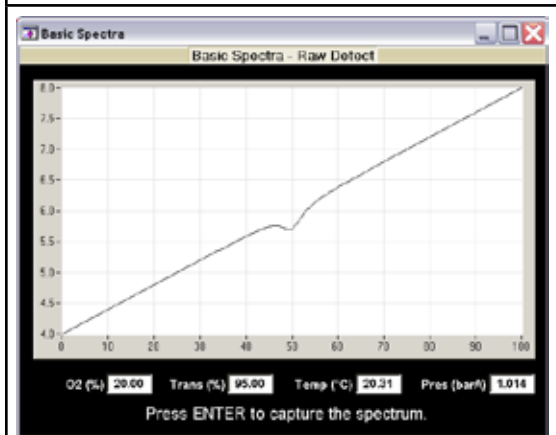 Basic Spectra
Basic Spectra - Raw Detect
8.0
7.5
7.0
6.5
6.0
5.5
5.0
4.5
4.0
0 10 20 30 40 50 60 70 80 90 100
O2 (%) 20.00 Trans (%) 95.00 Temp (°C) 20.31 Pres (bar/t) 1.014
Press ENTER to capture the spectrum.